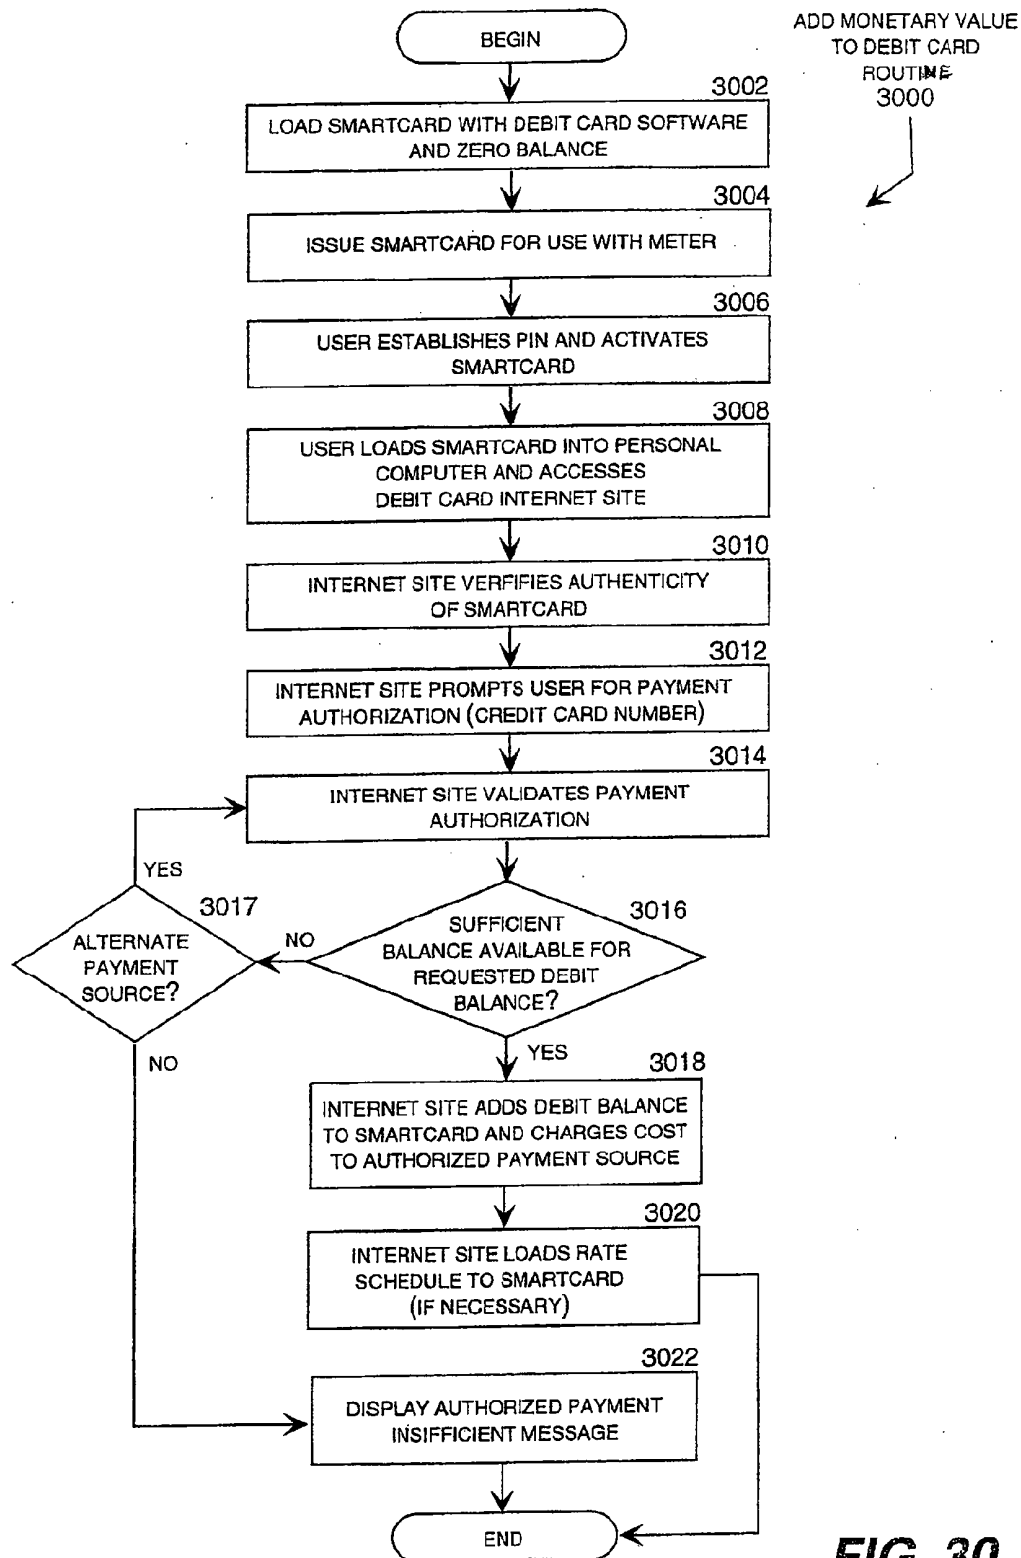 BEGIN
ADD MONETARY VALUE
TO DEBIT CARD
ROUTINE
3000
3002
LOAD SMARTCARD WITH DEBIT CARD SOFTWARE
AND ZERO BALANCE
3004
ISSUE SMARTCARD FOR USE WITH METER
3006
USER ESTABLISHES PIN AND ACTIVATES
SMARTCARD
3008
USER LOADS SMARTCARD INTO PERSONAL
COMPUTER AND ACCESSES
DEBIT CARD INTERNET SITE
3010
INTERNET SITE VERFIFIES AUTHENTICITY
OF SMARTCARD
3012
INTERNET SITE PROMPTS USER FOR PAYMENT
AUTHORIZATION (CREDIT CARD NUMBER)
3014
INTERNET SITE VALIDATES PAYMENT
AUTHORIZATION
YES
3017
ALTERNATE
PAYMENT
SOURCE?
NO
3016
SUFFICIENT
BALANCE AVAILABLE FOR
REQUESTED DEBIT
BALANCE?
YES
NO
3018
INTERNET SITE ADDS DEBIT BALANCE
TO SMARTCARD AND CHARGES COST
TO AUTHORIZED PAYMENT SOURCE
3020
INTERNET SITE LOADS RATE
SCHEDULE TO SMARTCARD
(IF NECESSARY)
3022
DISPLAY AUTHORIZED PAYMENT
INSIFFICIENT MESSAGE
END
FIG. 30